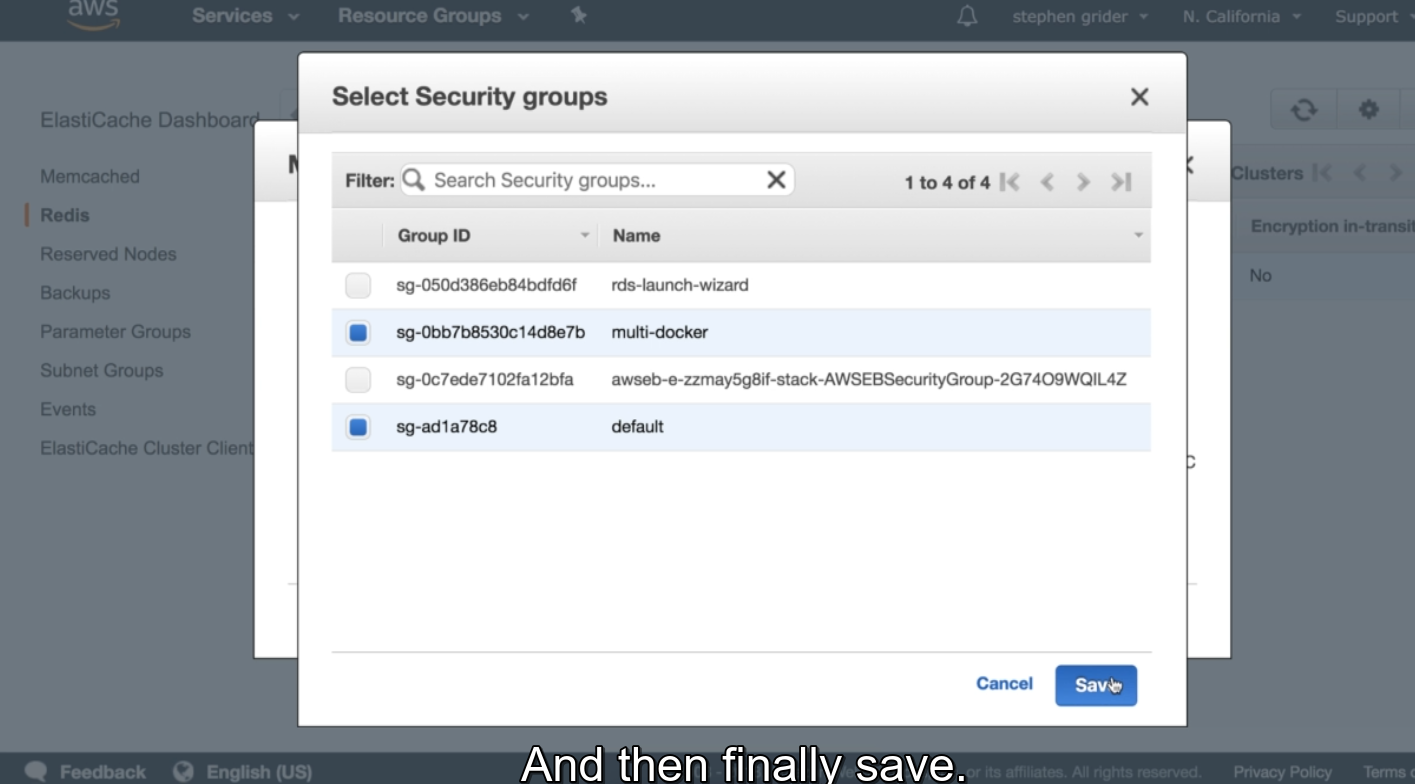 aws Services Resource Groups stephen grider N. California Support
Select Security groups
ElastiCache Dashboard
Memcached
Redis
Reserved Nodes
Backups
Parameter Groups
Subnet Groups
Events
ElastiCache Cluster Client
Filter: Search Security groups... 1 to 4 of 4
Group ID Name
sg-050d386eb84bdfd6f rds-launch-wizard
sg-0bb7b8530c14d8e7b multi-docker
sg-0c7ede7102fa12bfa awseb-e-zzmay5g8if-stack-AWSEBSecurityGroup-2G74O9WQIL4Z
sg-ad1a78c8 default
Clusters
Encryption in-transit
No
Cancel Save
And then finally save.
Feedback English (US) or its affiliates. All rights reserved. Privacy Policy Terms